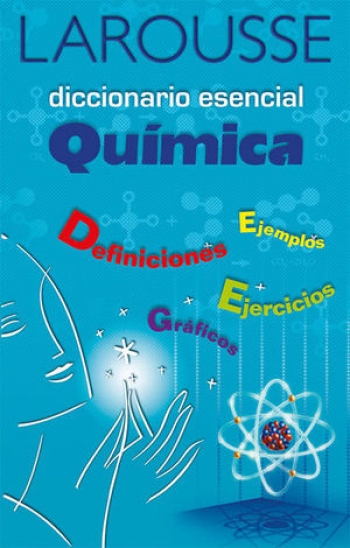 LAROUSSE
diccionario esencial
Química
Definiciones
Ejemplos
Ejercicios
Gráficos